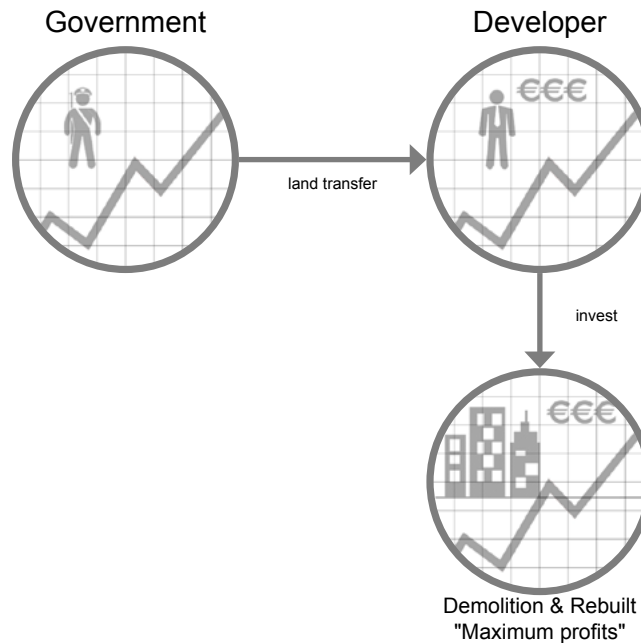 Government
Developer
€€€
land transfer
invest
€€€
Demolition & Rebuilt
"Maximum profits"